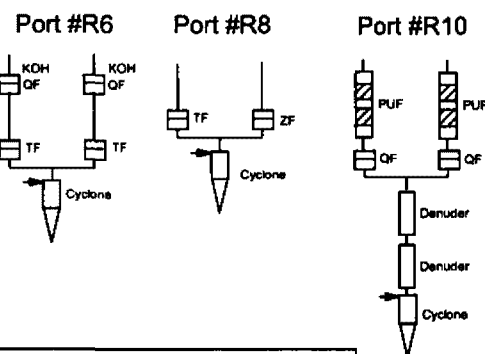 Port #R6
Port #R8
Port #R10
KOH
QF
KOH
QF
TF
TF
Cyclone
TF
ZF
Cyclone
PUF
PUF
QF
QF
Denuder
Denuder
Cyclone